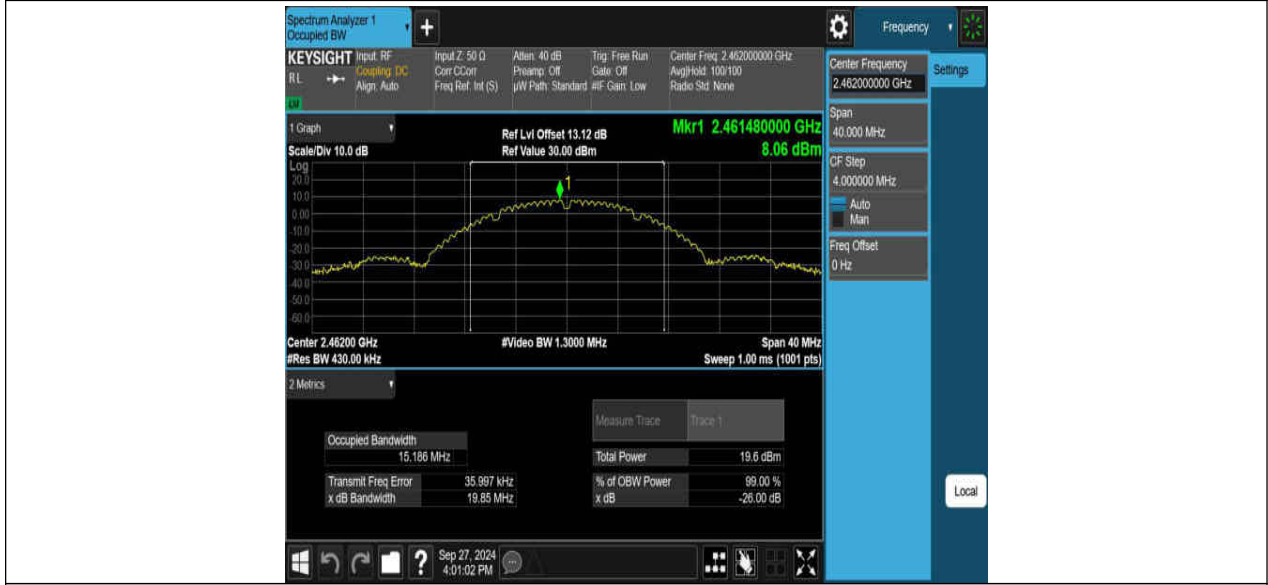 Spectrum Analyzer 1
Occupied BW
+
Frequency
KEYSIGHT
RL
LXI
Input: RF
Coupling: DC
Align: Auto
Input Z: 50 Ω
Corr CCorr
Freq Ref: Int (S)
Atten: 40 dB
Preamp: Off
µW Path: Standard
Trig: Free Run
Gate: Off
#IF Gain: Low
Center Freq: 2.462000000 GHz
Avg|Hold: 100/100
Radio Std: None
Center Frequency
2.462000000 GHz
Settings
Span
40.000 MHz
CF Step
4.000000 MHz
Auto
Man
Freq Offset
0 Hz
Local
1 Graph
Scale/Div 10.0 dB
Ref Lvl Offset 13.12 dB
Ref Value 30.00 dBm
Mkr1 2.461480000 GHz
8.06 dBm
Log
20.0
10.0
0.00
-10.0
-20.0
-30.0
-40.0
-50.0
-60.0
1
Center 2.46200 GHz
#Video BW 1.3000 MHz
Span 40 MHz
#Res BW 430.00 kHz
Sweep 1.00 ms (1001 pts)
2 Metrics
Measure Trace
Trace 1
Occupied Bandwidth
15.186 MHz
Total Power
19.6 dBm
Transmit Freq Error
35.997 kHz
% of OBW Power
99.00 %
x dB Bandwidth
19.85 MHz
x dB
-26.00 dB
?
Sep 27, 2024
4:01:02 PM